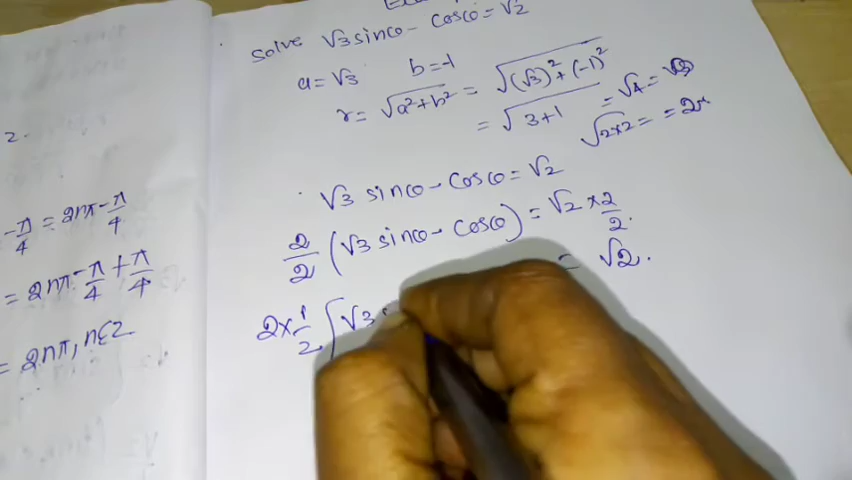 2.
-π/4 = 2nπ-π/4
= 2nπ-π/4+π/4
= 2nπ, n∈Z
Solve √3 sinθ - cosθ = √2
a = √3 b = -1
r = √a²+b² = √(√3)²+(-1)²
= √3+1 = √4 =
√2×2 = = 2
√3 sinθ - cosθ = √2
2/2 (√3 sinθ - cosθ) = √2 × 2/2.
= √2.
2×1/2 [√3